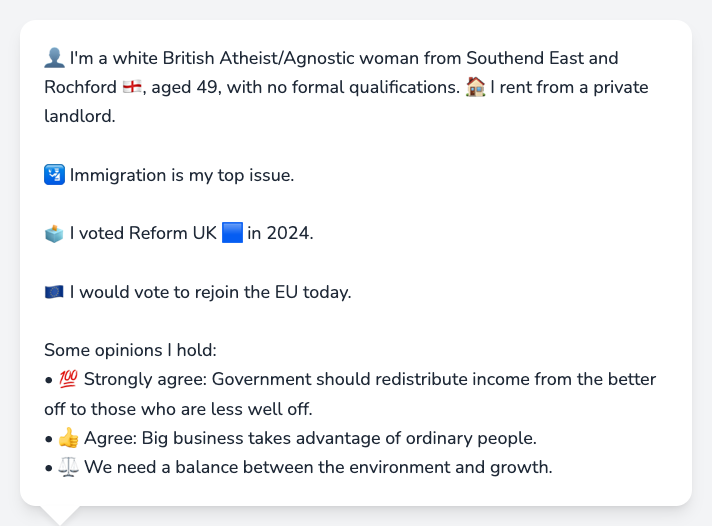 👤 I'm a white British Atheist/Agnostic woman from Southend East and
Rochford 🏴󠁧󠁢󠁥󠁮󠁧󠁿, aged 49, with no formal qualifications. 🏠 I rent from a private
landlord.
🛂 Immigration is my top issue.
🗳️ I voted Reform UK 🟦 in 2024.
🇪🇺 I would vote to rejoin the EU today.
Some opinions I hold:
• 💯 Strongly agree: Government should redistribute income from the better
off to those who are less well off.
• 👍 Agree: Big business takes advantage of ordinary people.
• ⚖️ We need a balance between the environment and growth.